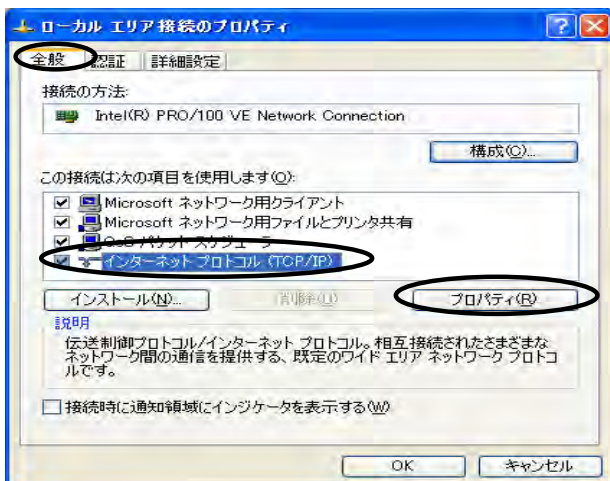 ローカル エリア接続のプロパティ
全般 認証 詳細設定
接続の方法:
Intel(R) PRO/100 VE Network Connection
構成(C)...
この接続は次の項目を使用します(O):
Microsoft ネットワーク用クライアント
Microsoft ネットワーク用ファイルとプリンタ共有
QoS パケット スケジューラ
インターネット プロトコル (TCP/IP)
インストール(N)... 削除(U) プロパティ(R)
説明
伝送制御プロトコル/インターネット プロトコル。相互接続されたさまざまな
ネットワーク間の通信を提供する、既定のワイド エリア ネットワーク プロトコ
ルです。
接続時に通知領域にインジケータを表示する(W)
OK キャンセル